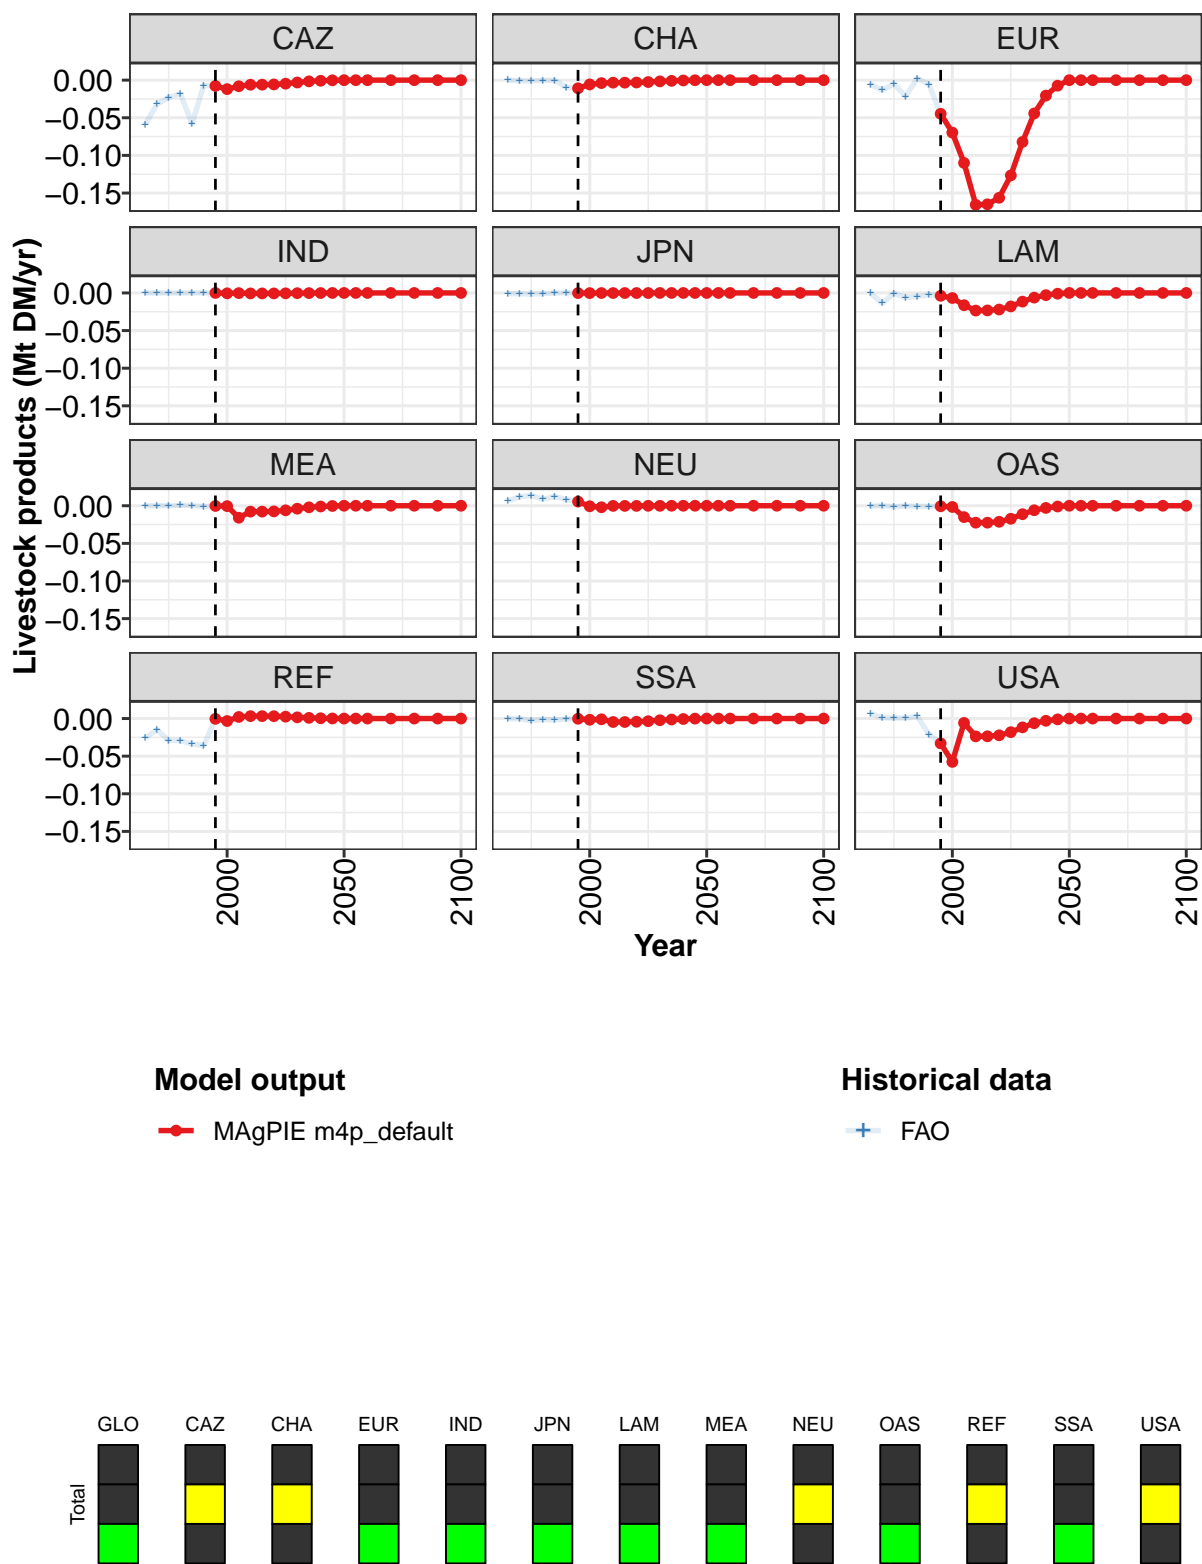 CAZ CHA EUR
0.00
−0.05
−0.10
−0.15
IND JPN LAM
0.00
−0.05
−0.10
−0.15
MEA NEU OAS
0.00
−0.05
−0.10
−0.15
REF SSA USA
0.00
−0.05
−0.10
−0.15
Livestock products (Mt DM/yr)
2000 2050 2100 2000 2050 2100 2000 2050 2100
Year
Model output Historical data
MAgPIE m4p_default FAO
GLO CAZ CHA EUR IND JPN LAM MEA NEU OAS REF SSA USA
Total